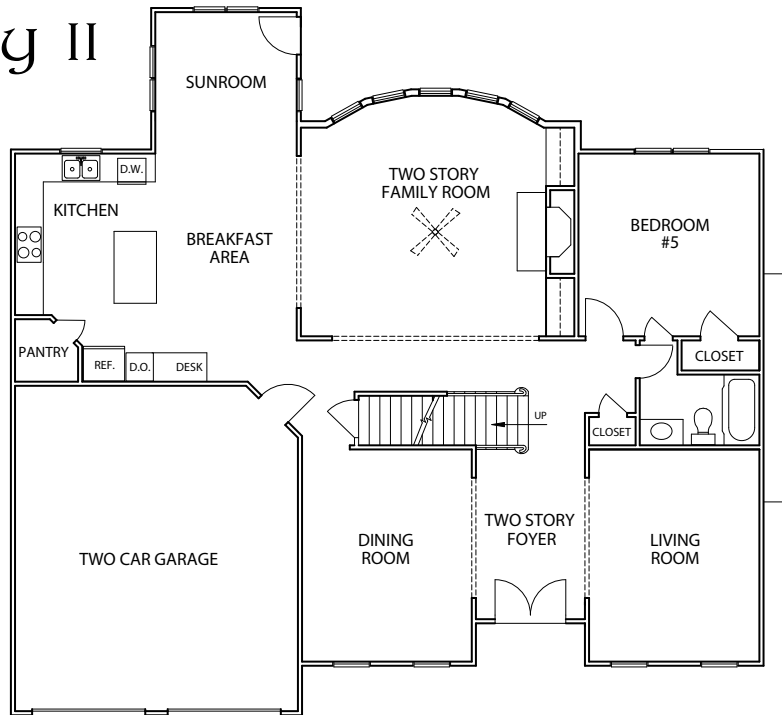 y II
SUNROOM
D.W.
KITCHEN
BREAKFAST
AREA
TWO STORY
FAMILY ROOM
BEDROOM
#5
PANTRY
REF.
D.O.
DESK
CLOSET
UP
CLOSET
TWO CAR GARAGE
DINING
ROOM
TWO STORY
FOYER
LIVING
ROOM